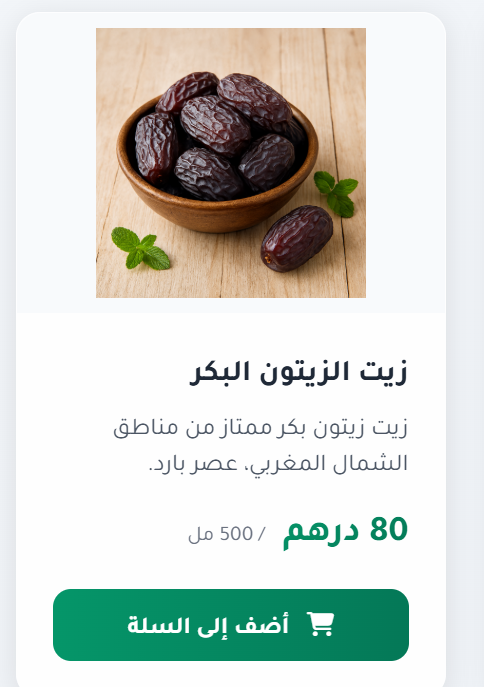 زيت الزيتون البكر
زيت زيتون بكر ممتاز من مناطق
الشمال المغربي، عصر بارد.
80 درهم / 500 مل
أضف إلى السلة